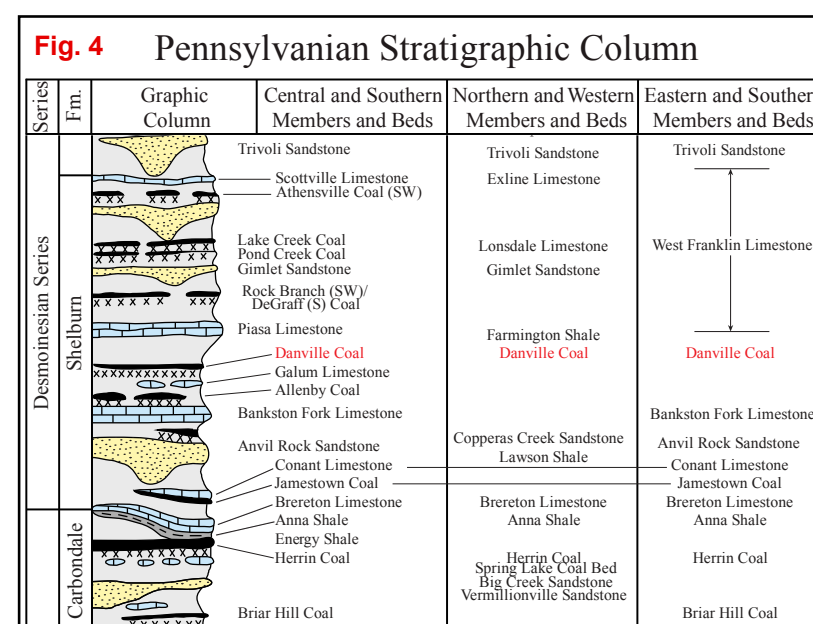 Fig. 4
Pennsylvanian Stratigraphic Column
Series
Fm.
Graphic
Column
Central and Southern
Members and Beds
Northern and Western
Members and Beds
Eastern and Souther
Members and Beds
Desmoinesian Series
Shelburn
Carbondale
Trivoli Sandstone
Scottville Limestone
Athensville Coal (SW)
Lake Creek Coal
Pond Creek Coal
Gimlet Sandstone
Rock Branch (SW)/
DeGraff (S) Coal
Piasa Limestone
Danville Coal
Galum Limestone
Allenby Coal
Bankston Fork Limestone
Anvil Rock Sandstone
Conant Limestone
Jamestown Coal
Brereton Limestone
Anna Shale
Energy Shale
Herrin Coal
Briar Hill Coal
Trivoli Sandstone
Exline Limestone
Lonsdale Limestone
Gimlet Sandstone
Farmington Shale
Danville Coal
Copperas Creek Sandstone
Lawson Shale
Brereton Limestone
Anna Shale
Herrin Coal
Spring Lake Coal Bed
Big Creek Sandstone
Vermillionville Sandstone
Trivoli Sandstone
West Franklin Limestone
Danville Coal
Bankston Fork Limestone
Anvil Rock Sandstone
Conant Limestone
Jamestown Coal
Brereton Limestone
Anna Shale
Herrin Coal
Briar Hill Coal